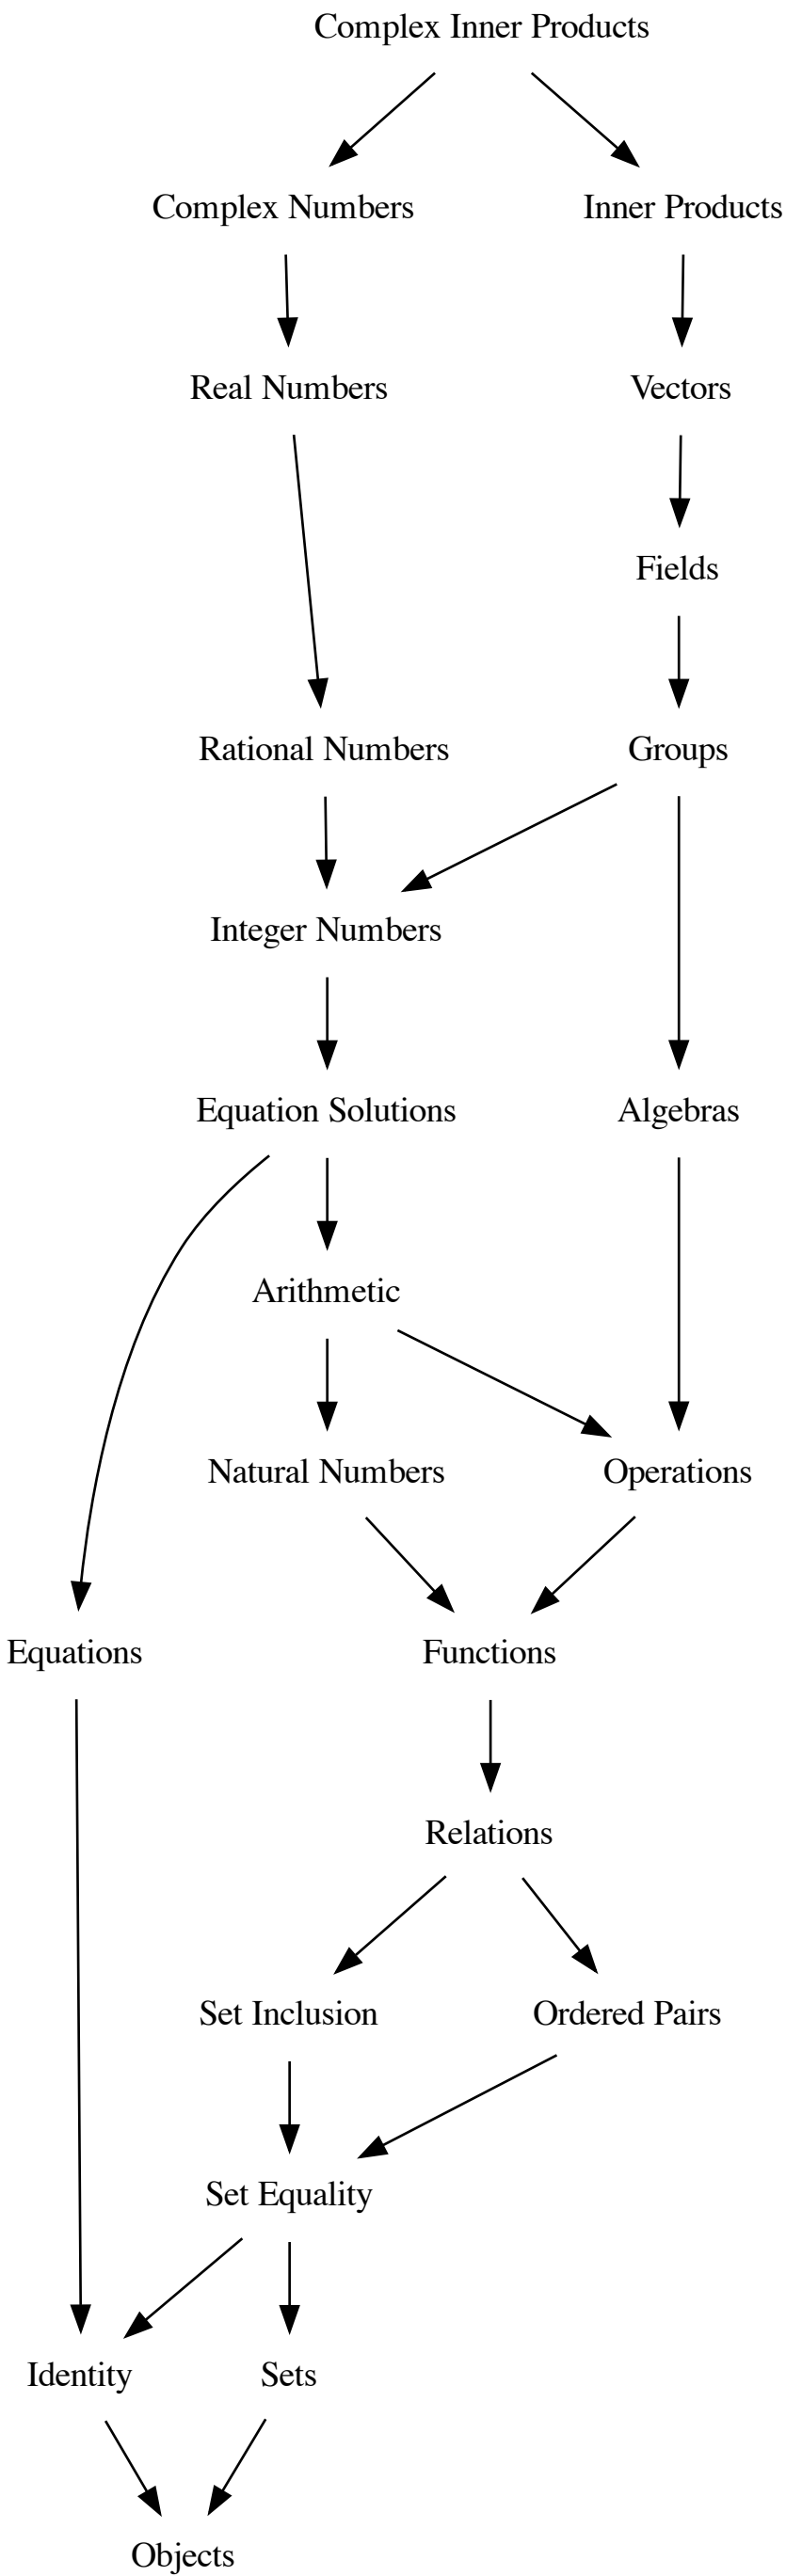 Complex Inner Products
Complex Numbers
Inner Products
Real Numbers
Vectors
Fields
Rational Numbers
Groups
Integer Numbers
Equation Solutions
Algebras
Arithmetic
Natural Numbers
Operations
Equations
Functions
Relations
Set Inclusion
Ordered Pairs
Set Equality
Identity
Sets
Objects